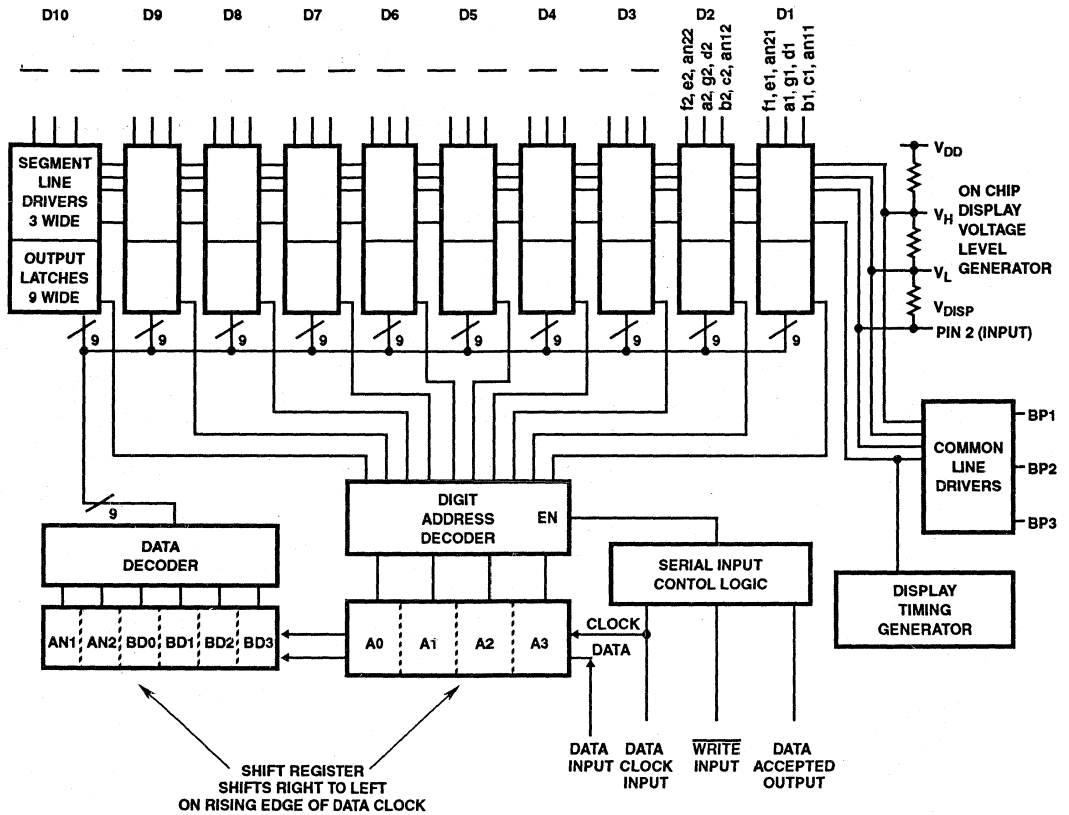 D10 D9 D8 D7 D6 D5 D4 D3 D2 D1
f2, e2, an22
a2, g2, d2
b2, c2, an12
f1, e1, an21
a1, g1, d1
b1, c1, an11
SEGMENT
LINE
DRIVERS
3 WIDE
OUTPUT
LATCHES
9 WIDE
VDD
VH
VL
VDISP
PIN 2 (INPUT)
ON CHIP
DISPLAY
VOLTAGE
LEVEL
GENERATOR
9 9 9 9 9 9 9 9 9 9
9
COMMON
LINE
DRIVERS
BP1
BP2
BP3
DIGIT
ADDRESS
DECODER
EN
DATA
DECODER
SERIAL INPUT
CONTOL LOGIC
DISPLAY
TIMING
GENERATOR
AN1 AN2 BD0 BD1 BD2 BD3
A0 A1 A2 A3
CLOCK
DATA
DATA
INPUT
DATA
CLOCK
INPUT
WRITE
INPUT
DATA
ACCEPTED
OUTPUT
SHIFT REGISTER
SHIFTS RIGHT TO LEFT
ON RISING EDGE OF DATA CLOCK